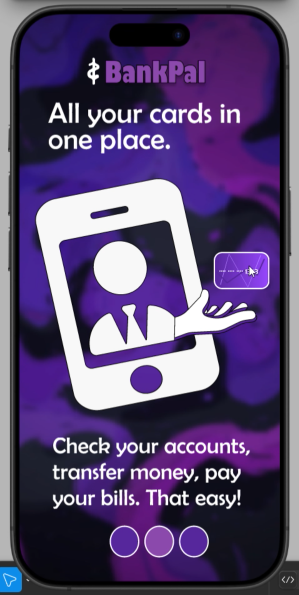 BankPal
All your cards in
one place.
Check your accounts,
transfer money, pay
your bills. That easy!
</>